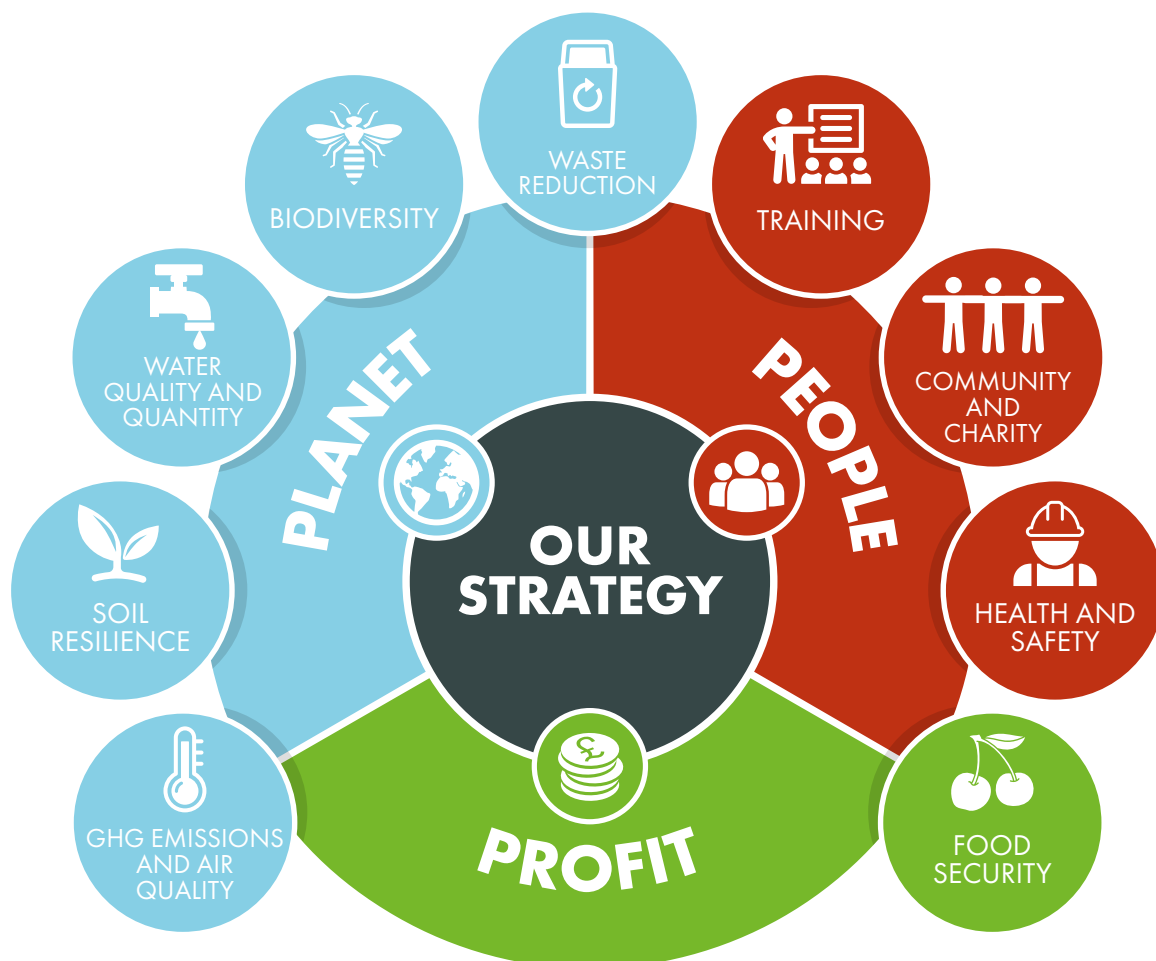 WASTE
REDUCTION
BIODIVERSITY
TRAINING
WATER
QUALITY AND
QUANTITY
COMMUNITY
AND
CHARITY
PLANET
PEOPLE
OUR
STRATEGY
SOIL
RESILIENCE
HEALTH AND
SAFETY
£
GHG EMISSIONS
AND AIR
QUALITY
PROFIT
FOOD
SECURITY